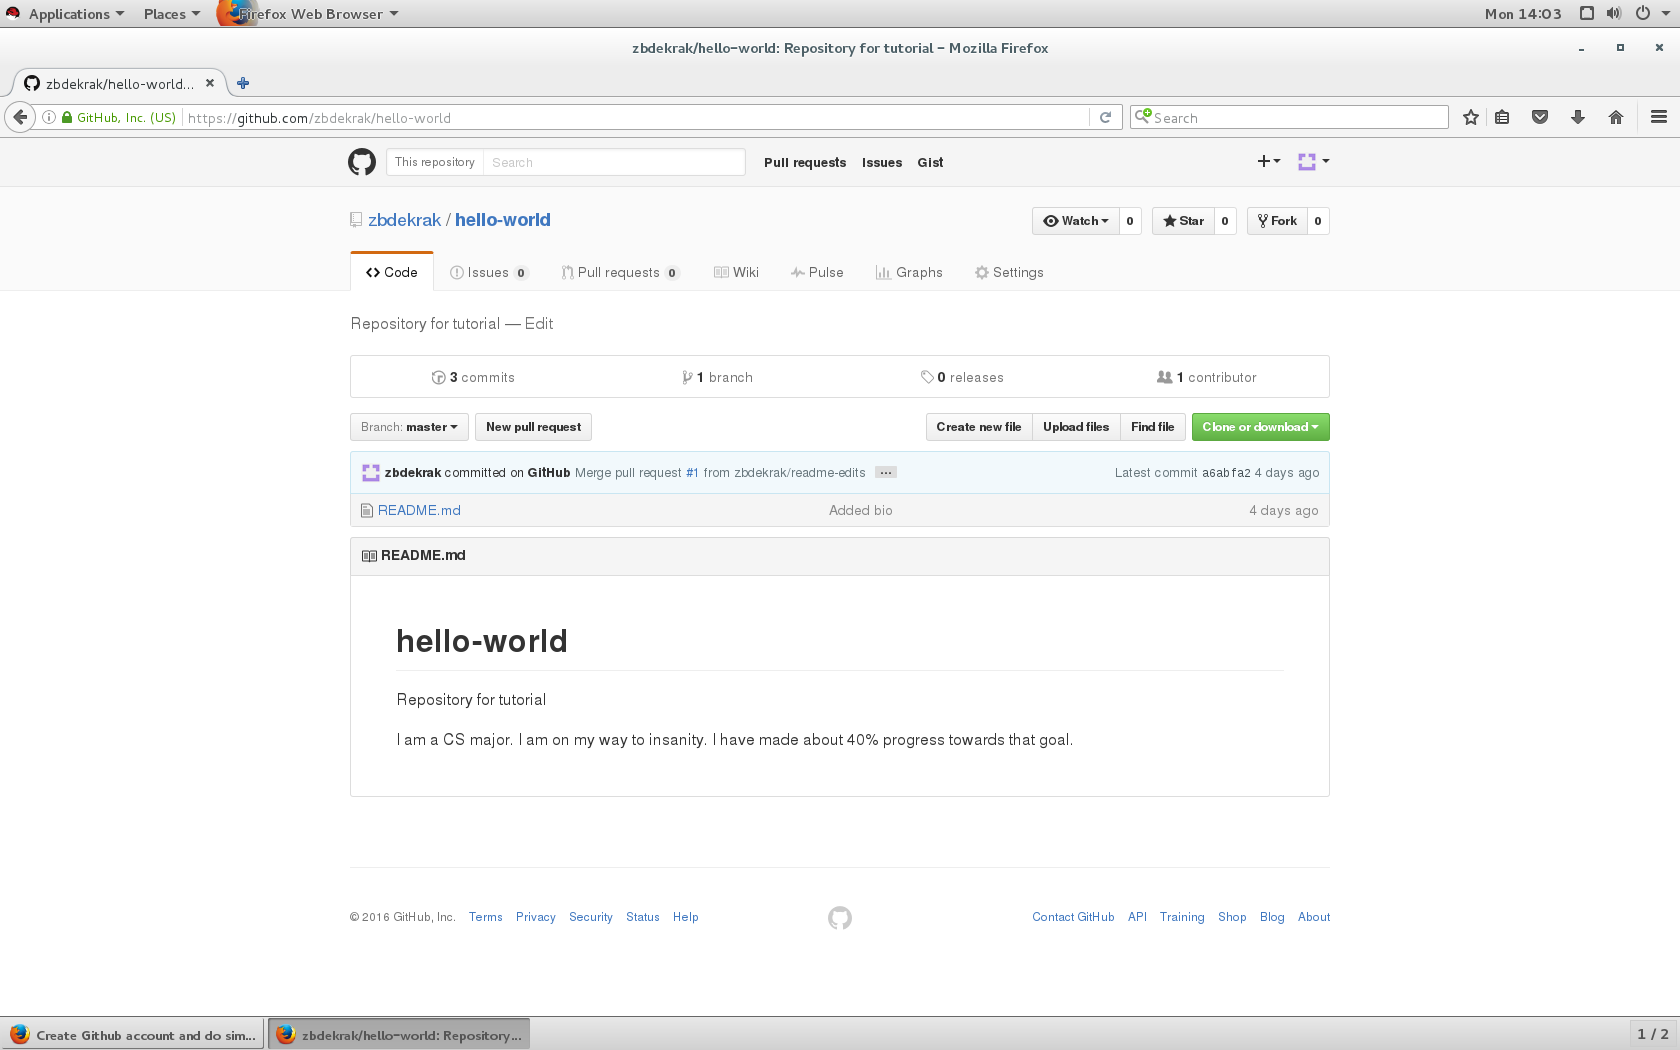 Applications Places Firefox Web Browser Mon 14:03
zbdekrak/hello-world: Repository for tutorial - Mozilla Firefox
zbdekrak/hello-world...
GitHub, Inc. (US) https://github.com/zbdekrak/hello-world Search
This repository Search Pull requests Issues Gist
zbdekrak / hello-world Watch 0 Star 0 Fork 0
Code Issues 0 Pull requests 0 Wiki Pulse Graphs Settings
Repository for tutorial — Edit
3 commits 1 branch 0 releases 1 contributor
Branch: master New pull request Create new file Upload files Find file Clone or download
zbdekrak committed on GitHub Merge pull request #1 from zbdekrak/readme-edits ... Latest commit a6abfa2 4 days ago
README.md Added bio 4 days ago
README.md
hello-world
Repository for tutorial
I am a CS major. I am on my way to insanity. I have made about 40% progress towards that goal.
© 2016 GitHub, Inc. Terms Privacy Security Status Help Contact GitHub API Training Shop Blog About
Create Github account and do sim... zbdekrak/hello-world: Repository... 1 / 2